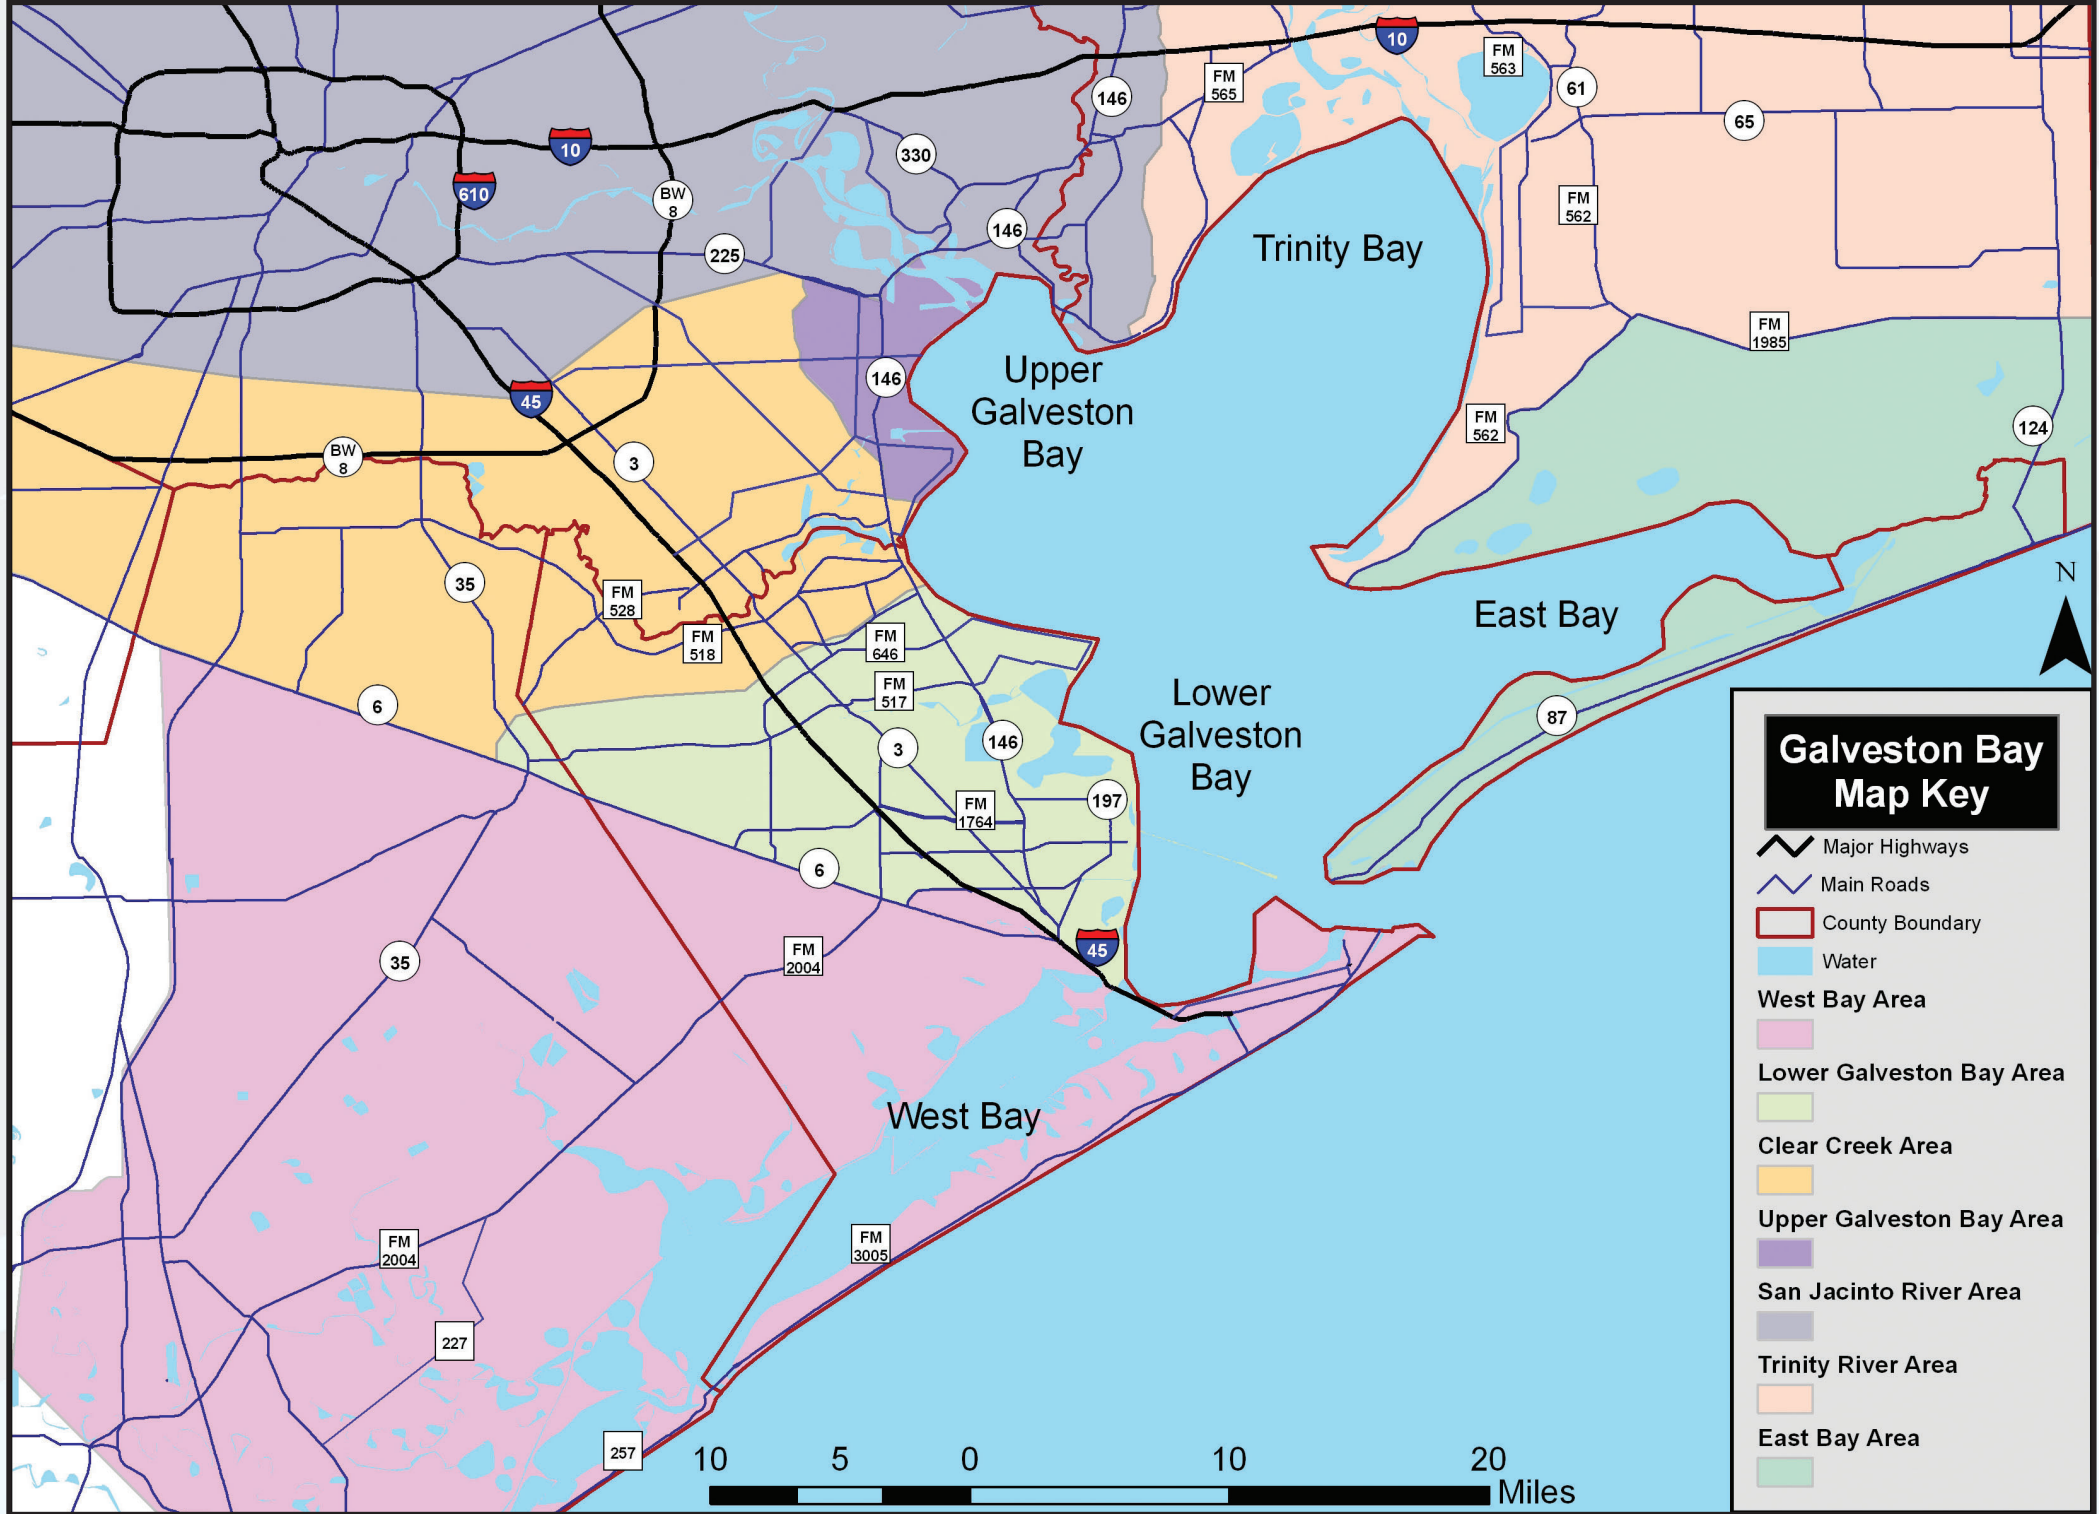 10
FM
563
61
FM
565
146
65
330
10
610
BW
8
FM
562
146
225
Trinity Bay
FM
1985
Upper
Galveston
Bay
146
45
FM
562
124
BW
8
3
N
35
FM
528
East Bay
FM
518
FM
646
FM
517
Lower
Galveston
Bay
6
87
3
146
197
FM
1764
6
45
FM
2004
35
West Bay
FM
3005
FM
2004
227
257
10 5 0 10 20
Miles
Galveston Bay
Map Key
Major Highways
Main Roads
County Boundary
Water
West Bay Area
Lower Galveston Bay Area
Clear Creek Area
Upper Galveston Bay Area
San Jacinto River Area
Trinity River Area
East Bay Area